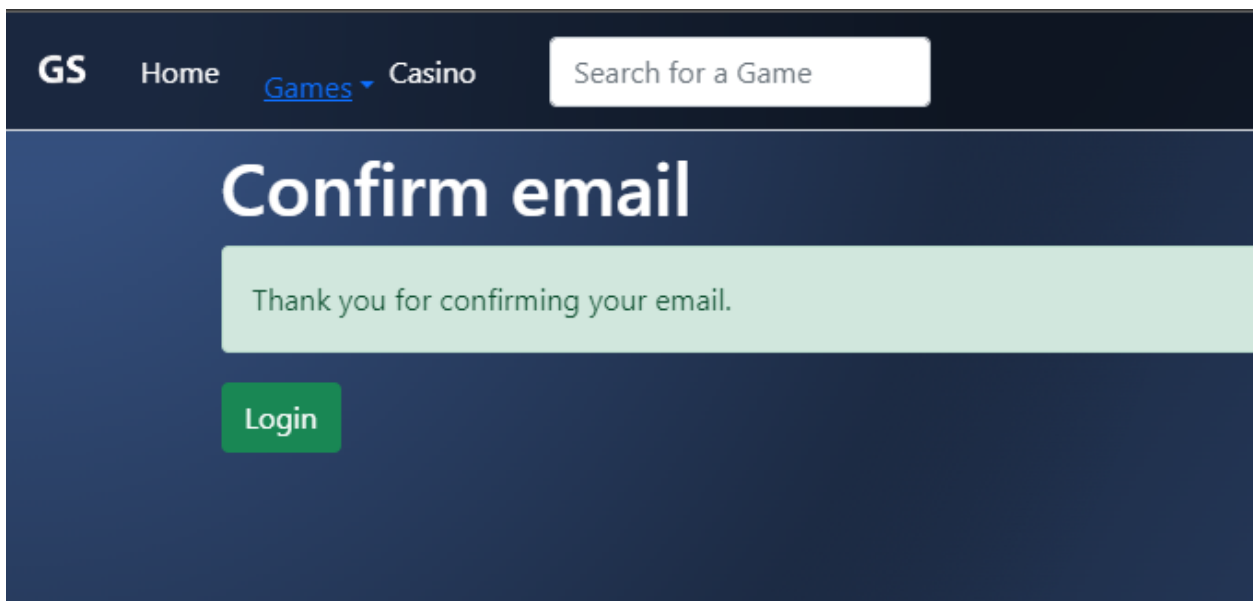 GS Home Games Casino Search for a Game
Confirm email
Thank you for confirming your email.
Login